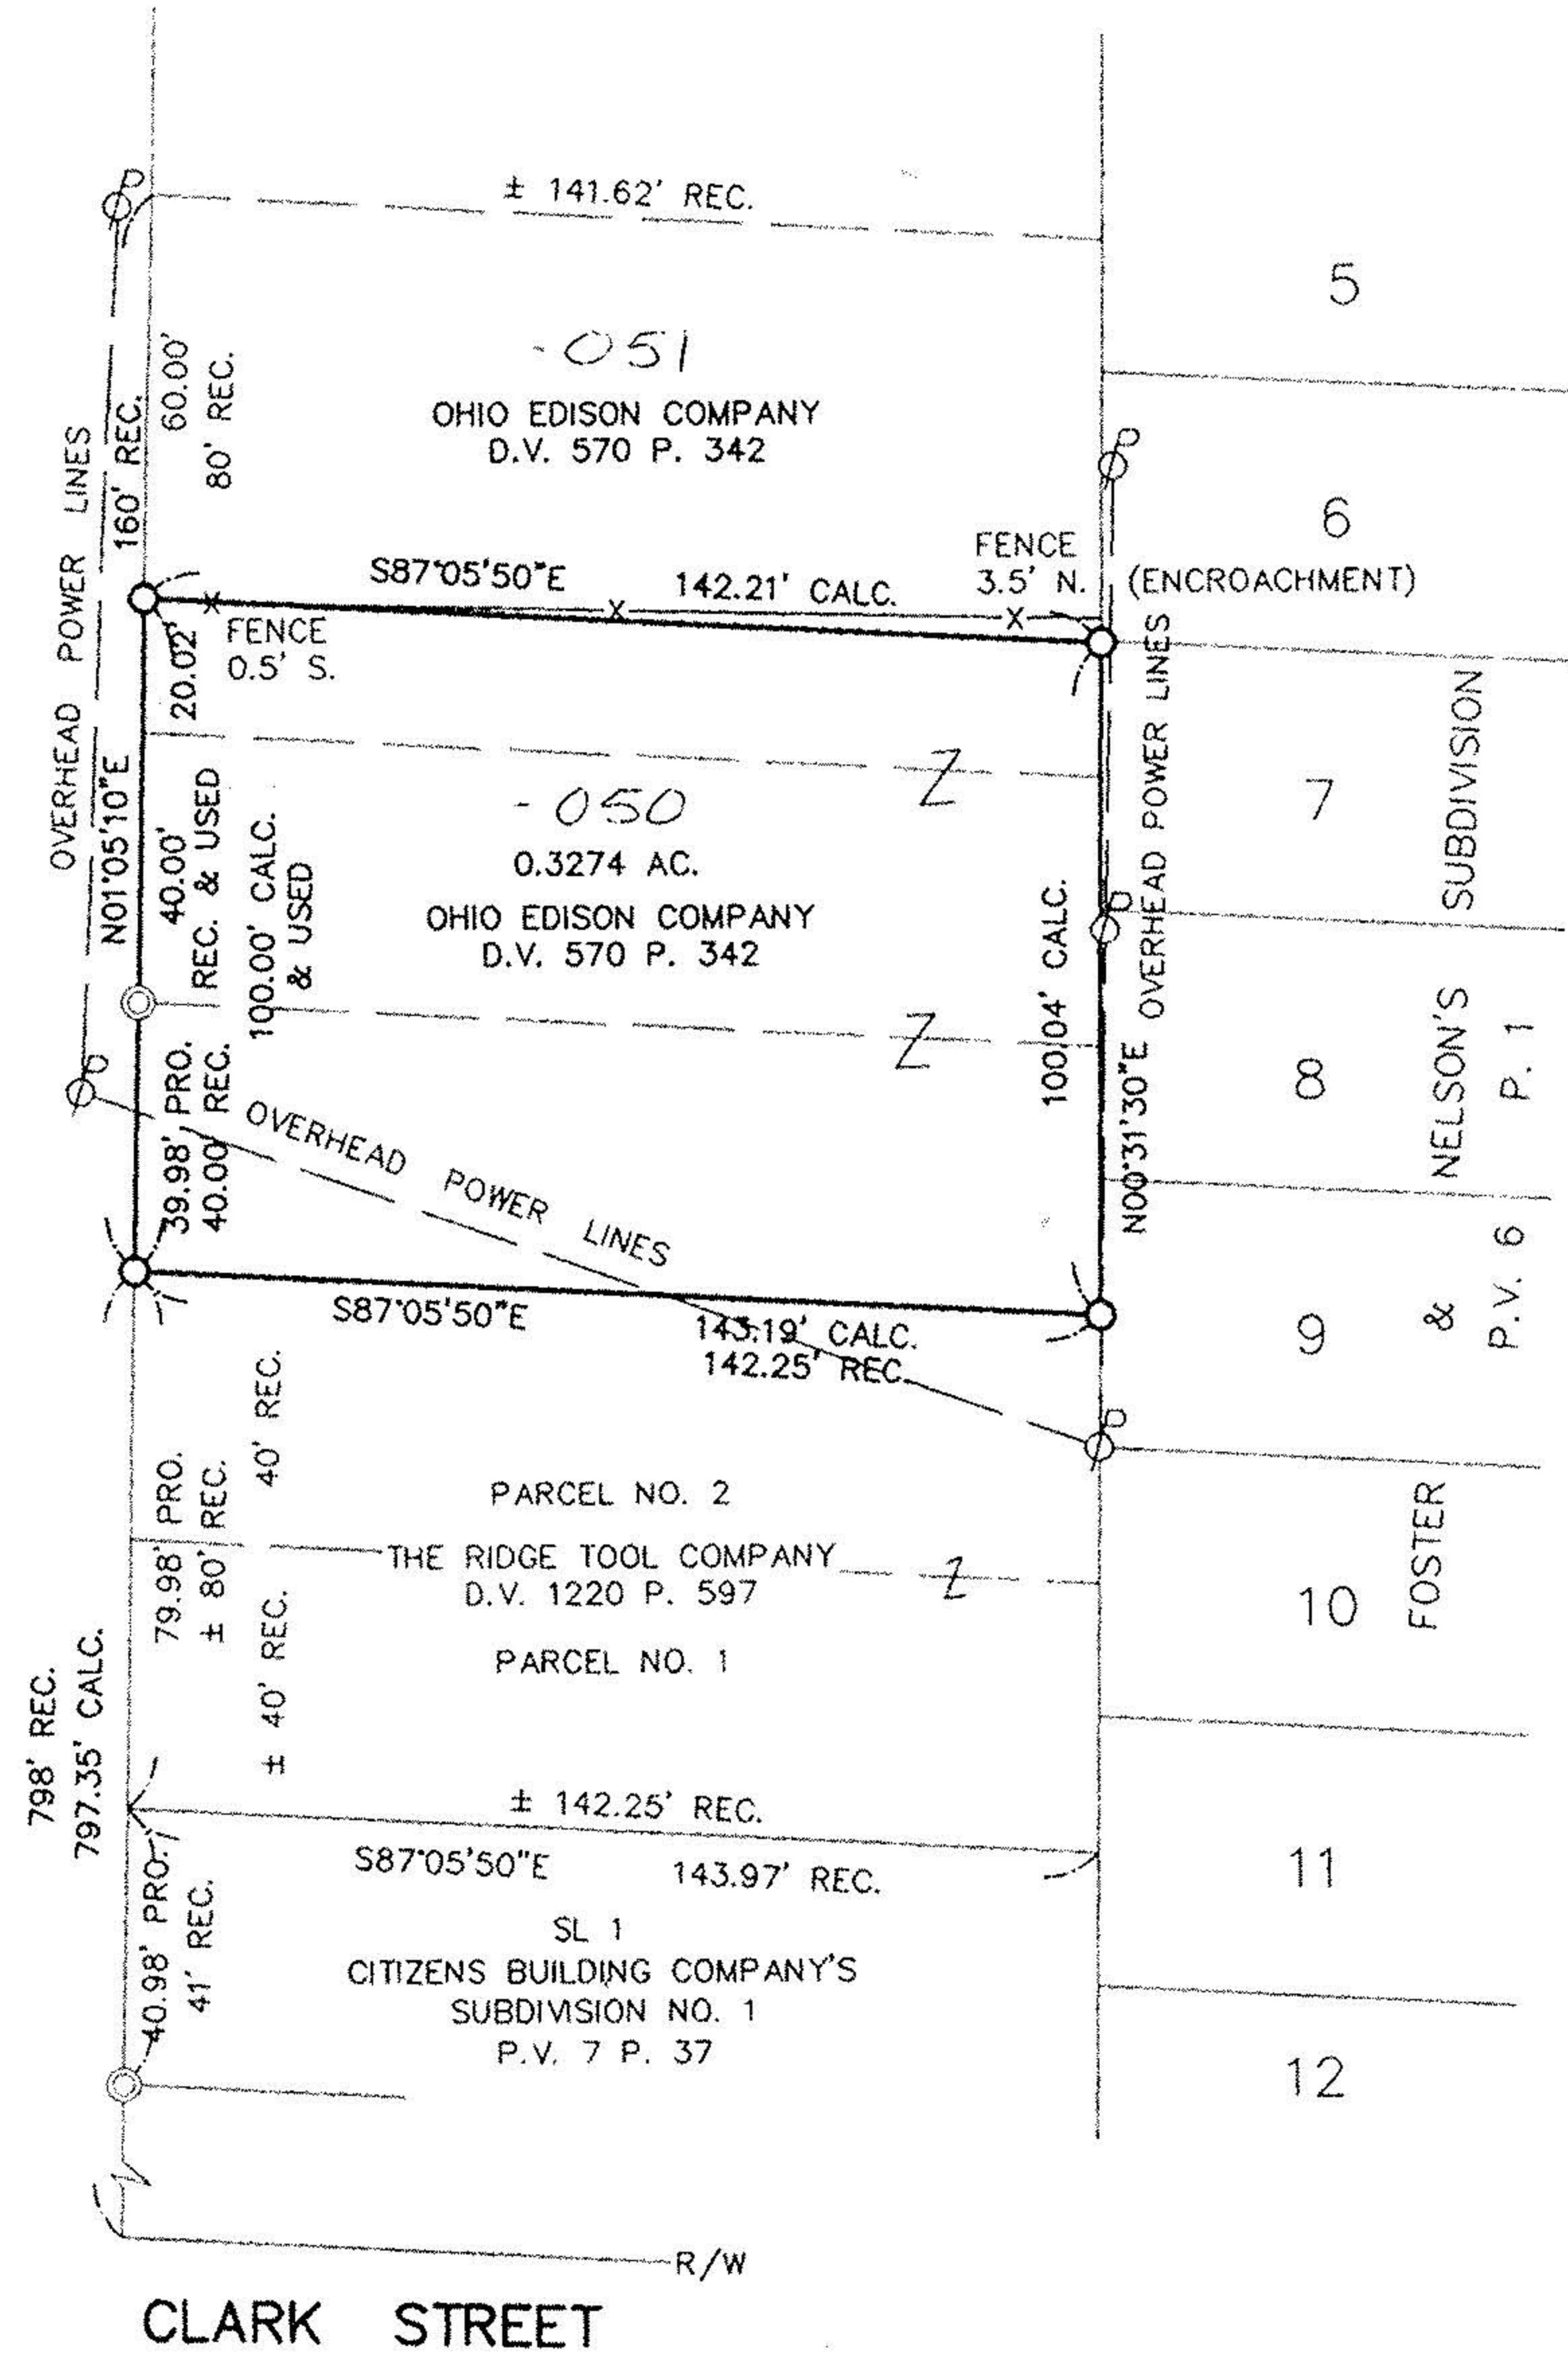 ± 141.62' REC.
5
160' REC.
60.00'
80' REC.
-051
OHIO EDISON COMPANY
D.V. 570 P. 342
OVERHEAD POWER LINES
6
FENCE
3.5' N.
(ENCROACHMENT)
S87°05'50"E 142.21' CALC.
FENCE
0.5' S.
20.02'
N01°05'10"E
40.00'
REC. & USED
100.00' CALC.
& USED
Z
-050
0.3274 AC.
OHIO EDISON COMPANY
D.V. 570 P. 342
100.04' CALC.
N00°31'30"E
OVERHEAD POWER LINES
7
Z
8
39.98' PRO.
40.00' REC.
OVERHEAD POWER LINES
9
FOSTER & NELSON'S SUBDIVISION
P.V. 6 P. 1
S87°05'50"E 143.19' CALC.
142.25' REC.
40' REC.
79.98' PRO.
± 80' REC.
PARCEL NO. 2
THE RIDGE TOOL COMPANY
Z
D.V. 1220 P. 597
PARCEL NO. 1
10
± 40' REC.
798' REC.
797.35' CALC.
± 142.25' REC.
S87°05'50"E 143.97' REC.
11
40.98' PRO.
41' REC.
SL 1
CITIZENS BUILDING COMPANY'S
SUBDIVISION NO. 1
P.V. 7 P. 37
12
R/W
CLARK STREET